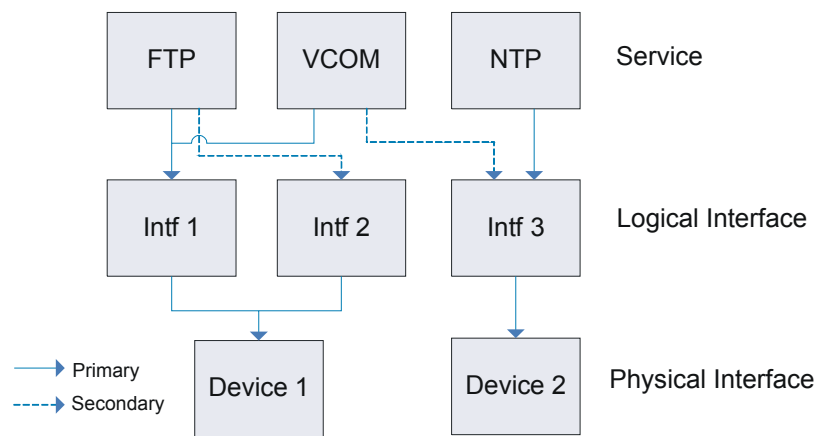 FTP VCOM NTP Service
Intf 1 Intf 2 Intf 3 Logical Interface
Device 1 Device 2 Physical Interface
Primary
Secondary